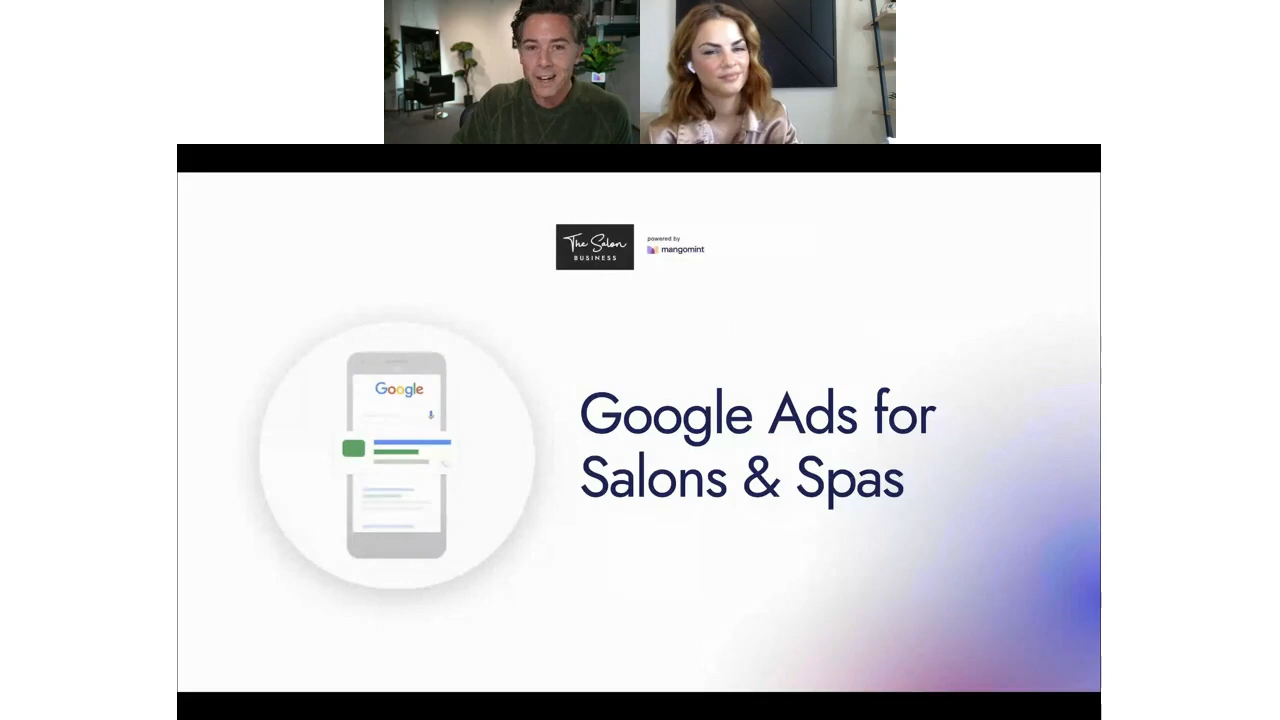 The Salon
BUSINESS
powered by
mangomint
Google
Google Ads for
Salons & Spas